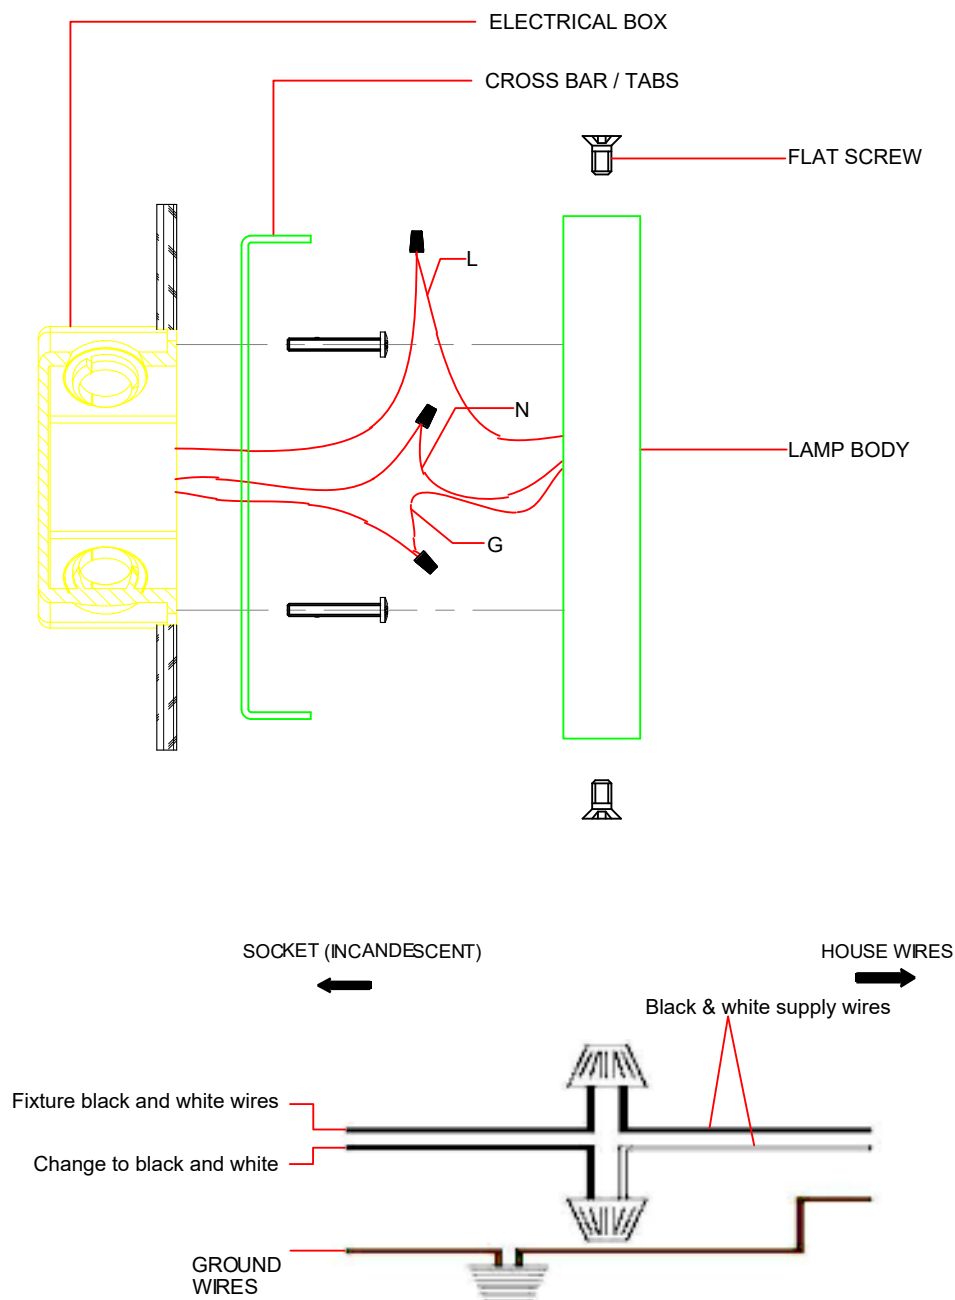 ELECTRICAL BOX
CROSS BAR / TABS
FLAT SCREW
L
N
LAMP BODY
G
SOCKET (INCANDESCENT)
HOUSE WIRES
Black & white supply wires
Fixture black and white wires
Change to black and white
GROUND
WIRES